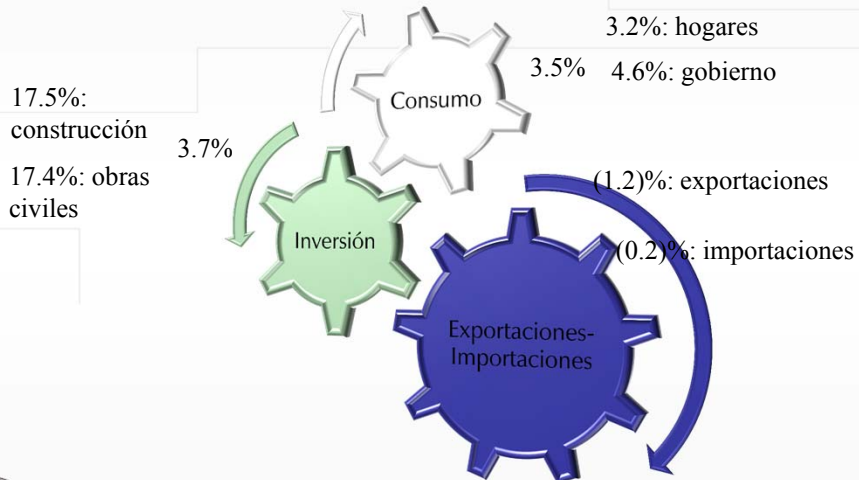 3.2%: hogares
3.5%
4.6%: gobierno
Consumo
17.5%:
construcción
3.7%
17.4%: obras
civiles
Inversión
(1.2)%: exportaciones
(0.2)%: importaciones
Exportaciones-
Importaciones